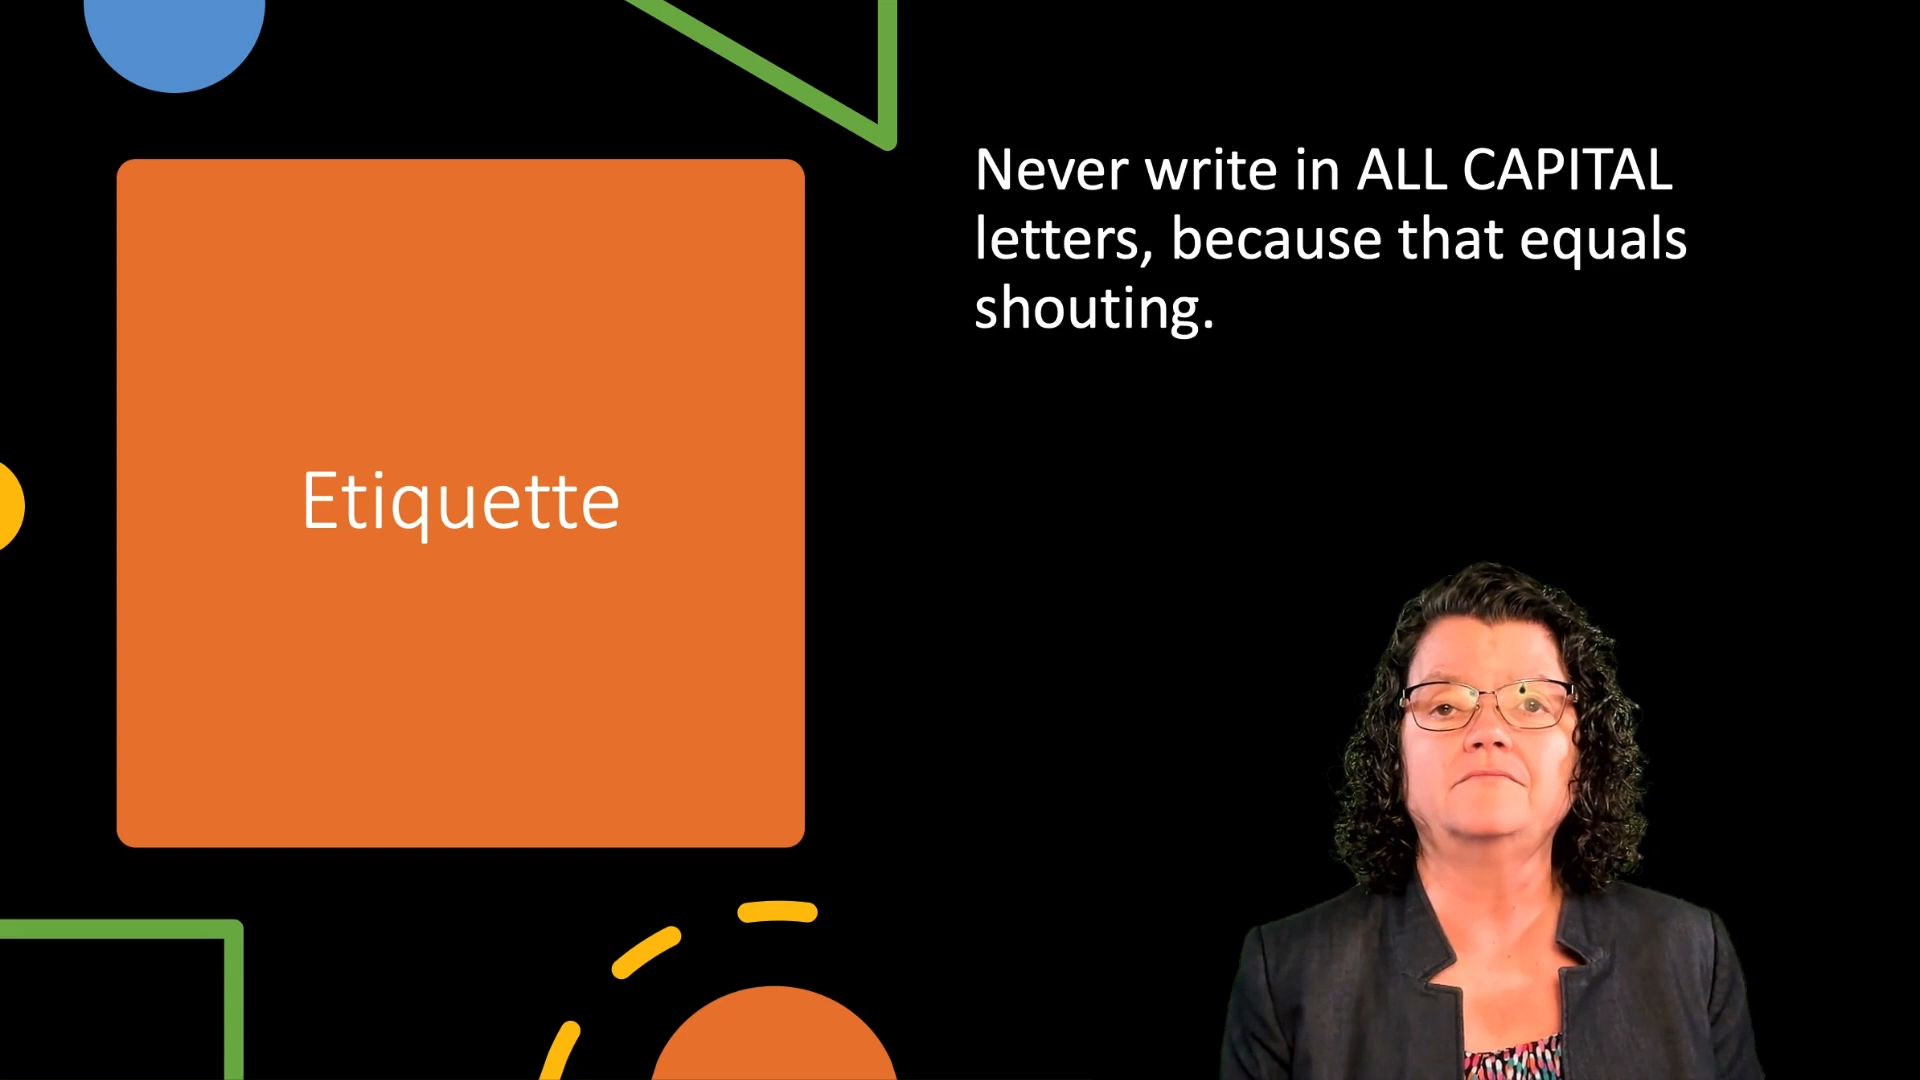 Etiquette
Never write in ALL CAPITAL
letters, because that equals
shouting.